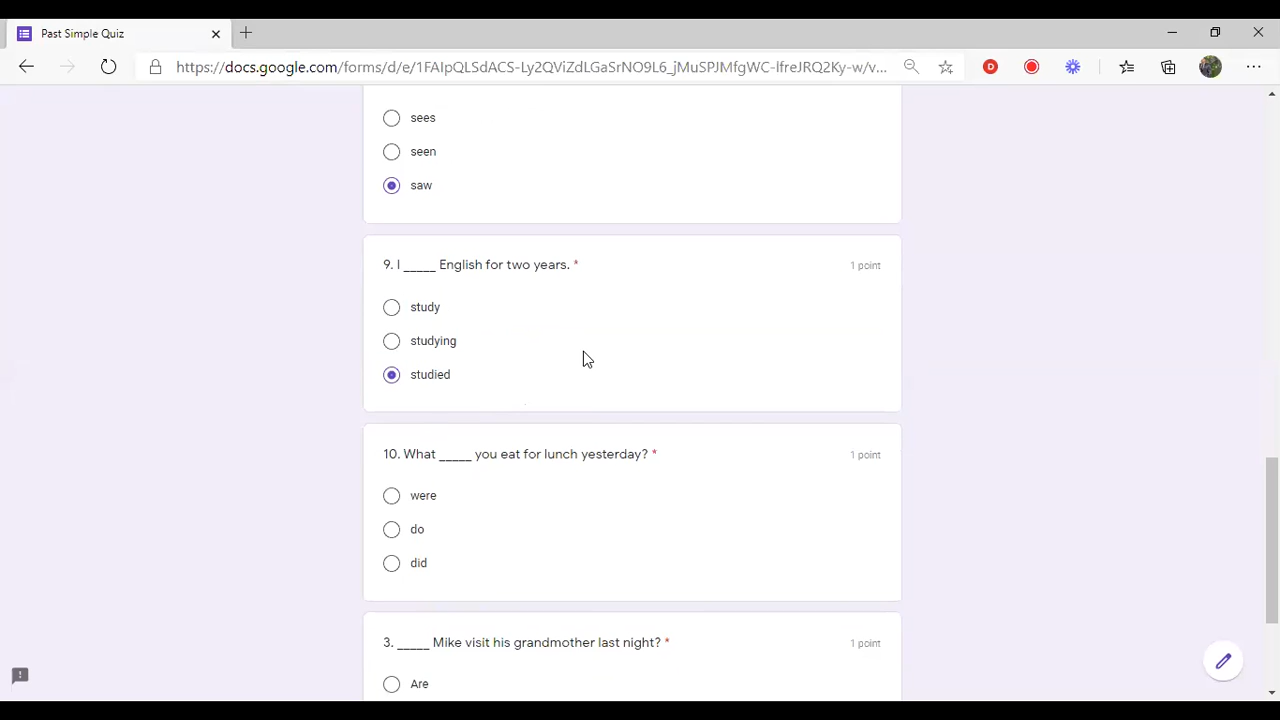 Past Simple Quiz
https://docs.google.com/forms/d/e/1FAIpQLSdACS-Ly2QViZdLGaSrNO9L6_jMuSPJMfgWC-IfreJRQ2Ky-w/v...
D
sees
seen
saw
9. I _____ English for two years. *
1 point
study
studying
studied
10. What _____ you eat for lunch yesterday? *
1 point
were
do
did
3. _____ Mike visit his grandmother last night? *
1 point
Are